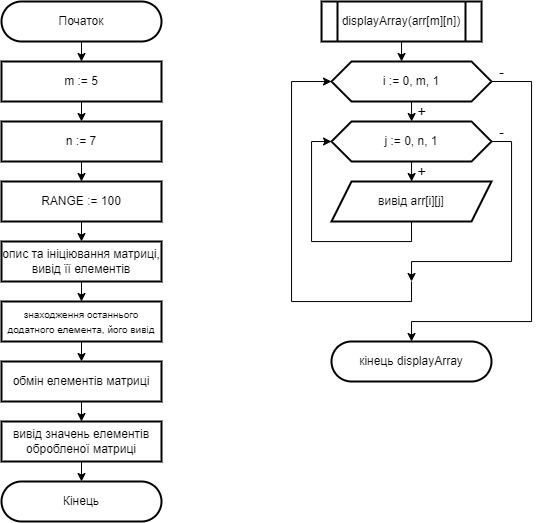 Початок
m := 5
n := 7
RANGE := 100
опис та ініціювання матриці,
вивід її елементів
знаходження останнього
додатного елемента, його вивід
обмін елементів матриці
вивід значень елементів
обробленої матриці
Кінець
displayArray(arr[m][n])
i := 0, m, 1
-
+
j := 0, n, 1
-
+
вивід arr[i][j]
кінець displayArray